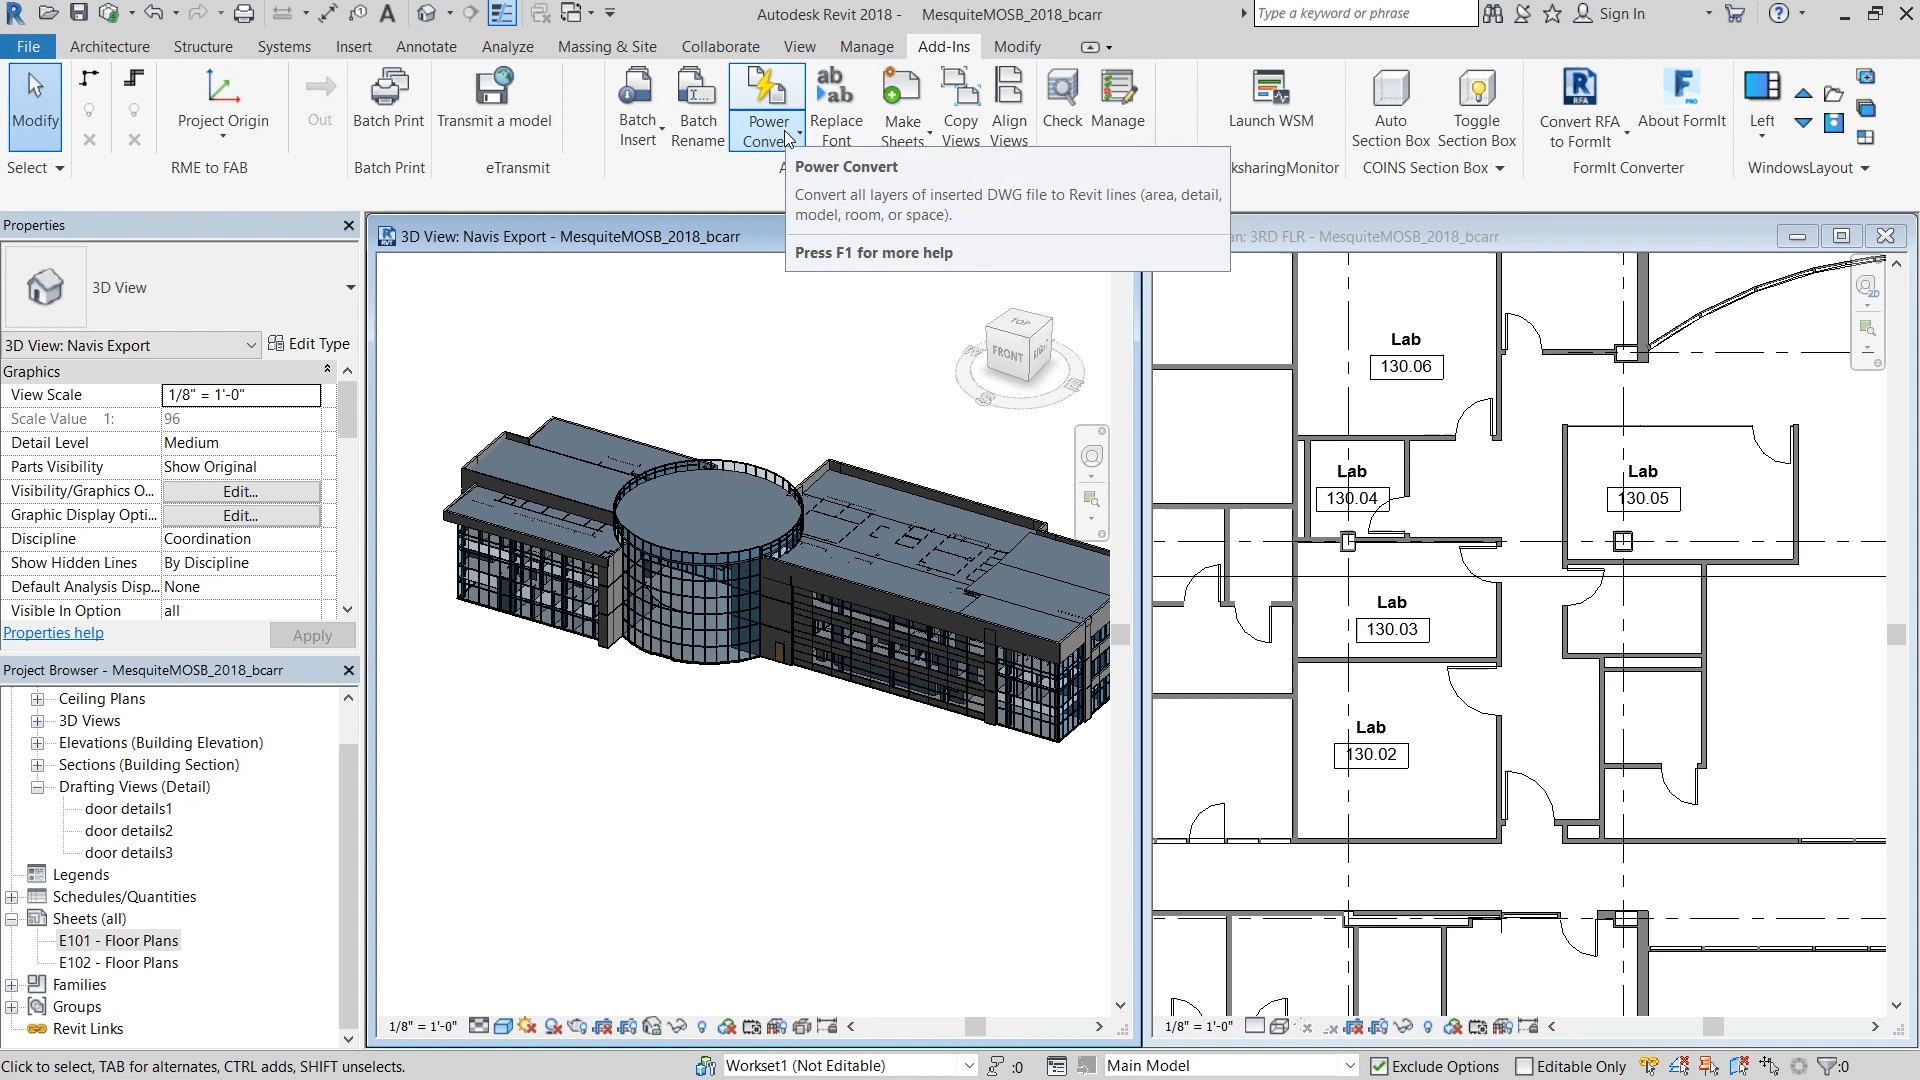 Autodesk Revit 2018 - MesquiteMOSB_2018_bcarr
Type a keyword or phrase
Sign In
File
Architecture
Structure
Systems
Insert
Annotate
Analyze
Massing & Site
Collaborate
View
Manage
Add-Ins
Modify
Modify
Project Origin
Out
Batch Print
Transmit a model
Batch
Insert
Batch
Rename
Power
Conver
ab
ab
Replace
Font
Make
Sheets
Copy
Views
Align
Views
Check
Manage
Launch WSM
Auto
Section Box
Toggle
Section Box
RFA
Convert RFA
to FormIt
PRO
About FormIt
Left
Select
RME to FAB
Batch Print
eTransmit
ksharingMonitor
COINS Section Box
FormIt Converter
WindowsLayout
Power Convert
Convert all layers of inserted DWG file to Revit lines (area, detail,
model, room, or space).
Press F1 for more help
Properties
3D View
3D View: Navis Export
Edit Type
Graphics
View Scale 1/8" = 1'-0"
Scale Value 1: 96
Detail Level Medium
Parts Visibility Show Original
Visibility/Graphics O... Edit...
Graphic Display Opti... Edit...
Discipline Coordination
Show Hidden Lines By Discipline
Default Analysis Disp... None
Visible In Option all
Properties help
Apply
Project Browser - MesquiteMOSB_2018_bcarr
Ceiling Plans
3D Views
Elevations (Building Elevation)
Sections (Building Section)
Drafting Views (Detail)
door details1
door details2
door details3
Legends
Schedules/Quantities
Sheets (all)
E101 - Floor Plans
E102 - Floor Plans
Families
Groups
Revit Links
3D View: Navis Export - MesquiteMOSB_2018_bcarr
TOP
FRONT
RIGHT
S
E
1/8" = 1'-0"
an: 3RD FLR - MesquiteMOSB_2018_bcarr
2D
Lab
130.06
Lab
130.04
Lab
130.05
Lab
130.03
Lab
130.02
1/8" = 1'-0"
Click to select, TAB for alternates, CTRL adds, SHIFT unselects.
Workset1 (Not Editable)
:0
Main Model
Exclude Options
Editable Only
:0